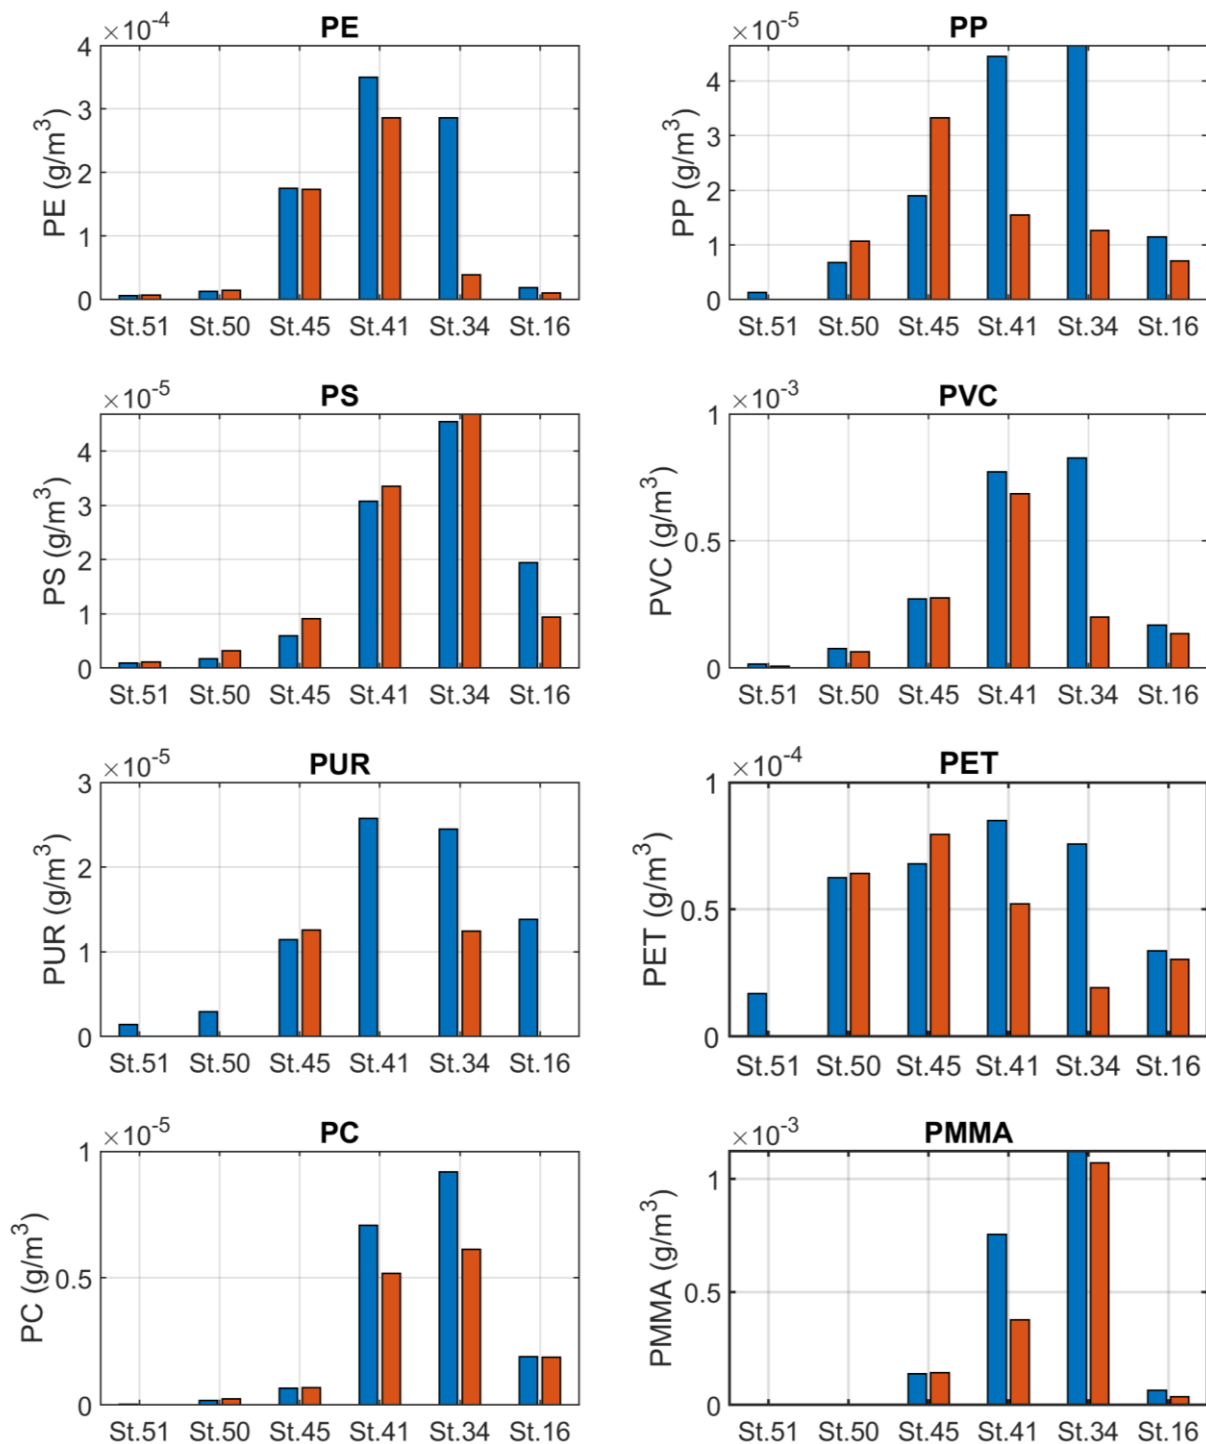 ×10⁻⁴ PE
4
3
2
1
0
PE (g/m³)
St.51 St.50 St.45 St.41 St.34 St.16
×10⁻⁵ PP
4
3
2
1
0
PP (g/m³)
St.51 St.50 St.45 St.41 St.34 St.16
×10⁻⁵ PS
4
3
2
1
0
PS (g/m³)
St.51 St.50 St.45 St.41 St.34 St.16
×10⁻³ PVC
1
0.5
0
PVC (g/m³)
St.51 St.50 St.45 St.41 St.34 St.16
×10⁻⁵ PUR
3
2
1
0
PUR (g/m³)
St.51 St.50 St.45 St.41 St.34 St.16
×10⁻⁴ PET
1
0.5
0
PET (g/m³)
St.51 St.50 St.45 St.41 St.34 St.16
×10⁻⁵ PC
1
0.5
0
PC (g/m³)
St.51 St.50 St.45 St.41 St.34 St.16
×10⁻³ PMMA
1
0.5
0
PMMA (g/m³)
St.51 St.50 St.45 St.41 St.34 St.16